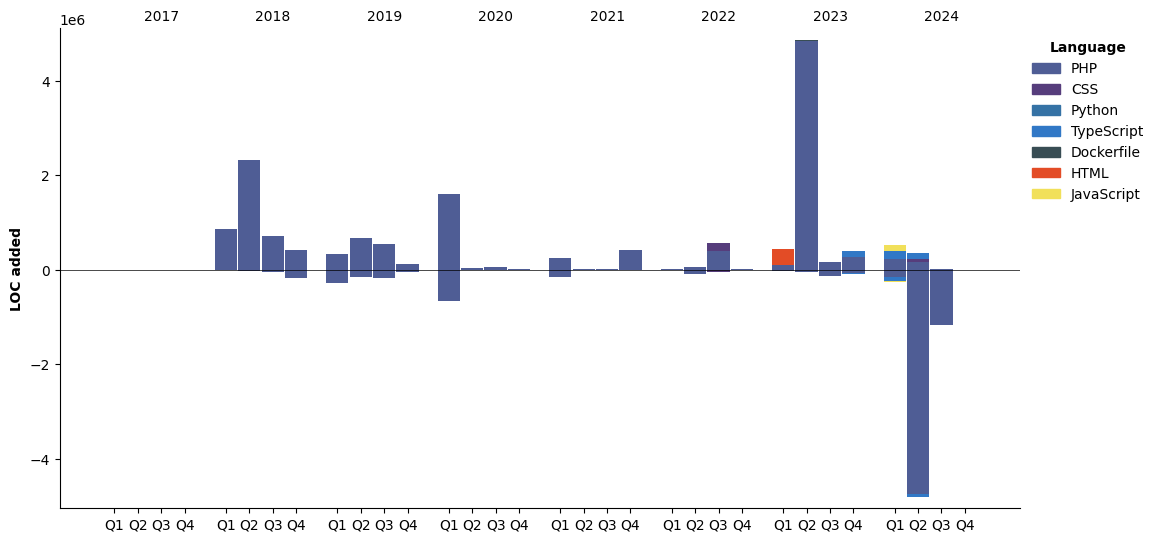 1e6
2017 2018 2019 2020 2021 2022 2023 2024
LOC added
4
2
0
−2
−4
Q1 Q2 Q3 Q4 Q1 Q2 Q3 Q4 Q1 Q2 Q3 Q4 Q1 Q2 Q3 Q4 Q1 Q2 Q3 Q4 Q1 Q2 Q3 Q4 Q1 Q2 Q3 Q4 Q1 Q2 Q3 Q4
Language
PHP
CSS
Python
TypeScript
Dockerfile
HTML
JavaScript